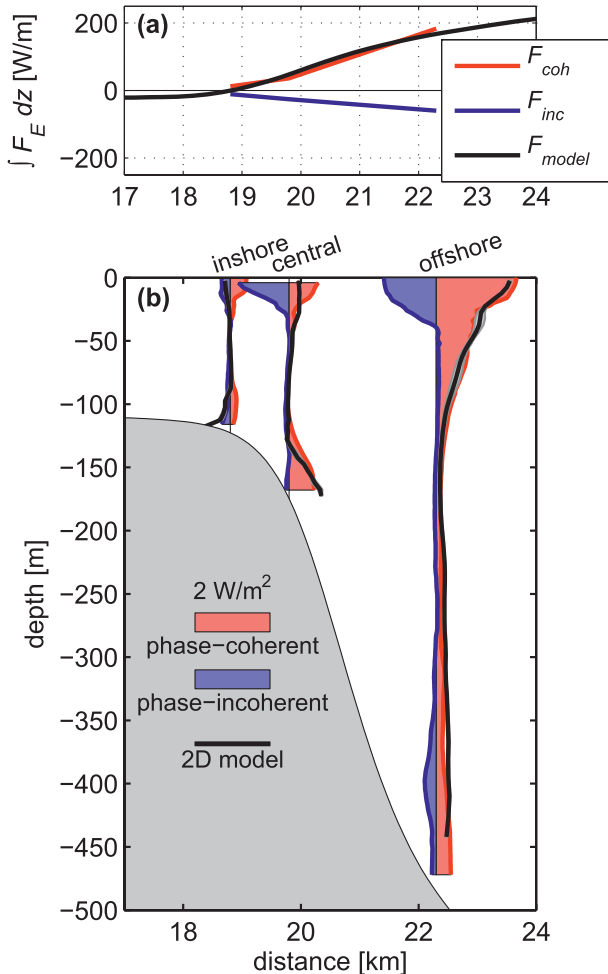 200
0
−200
∫ F_E dz [W/m]
(a)
F_coh
F_inc
F_model
17 18 19 20 21 22 23 24
inshore
central
offshore
(b)
0
−50
−100
−150
−200
−250
−300
−350
−400
−450
−500
depth [m]
2 W/m²
phase−coherent
phase−incoherent
2D model
18 20 22 24
distance [km]